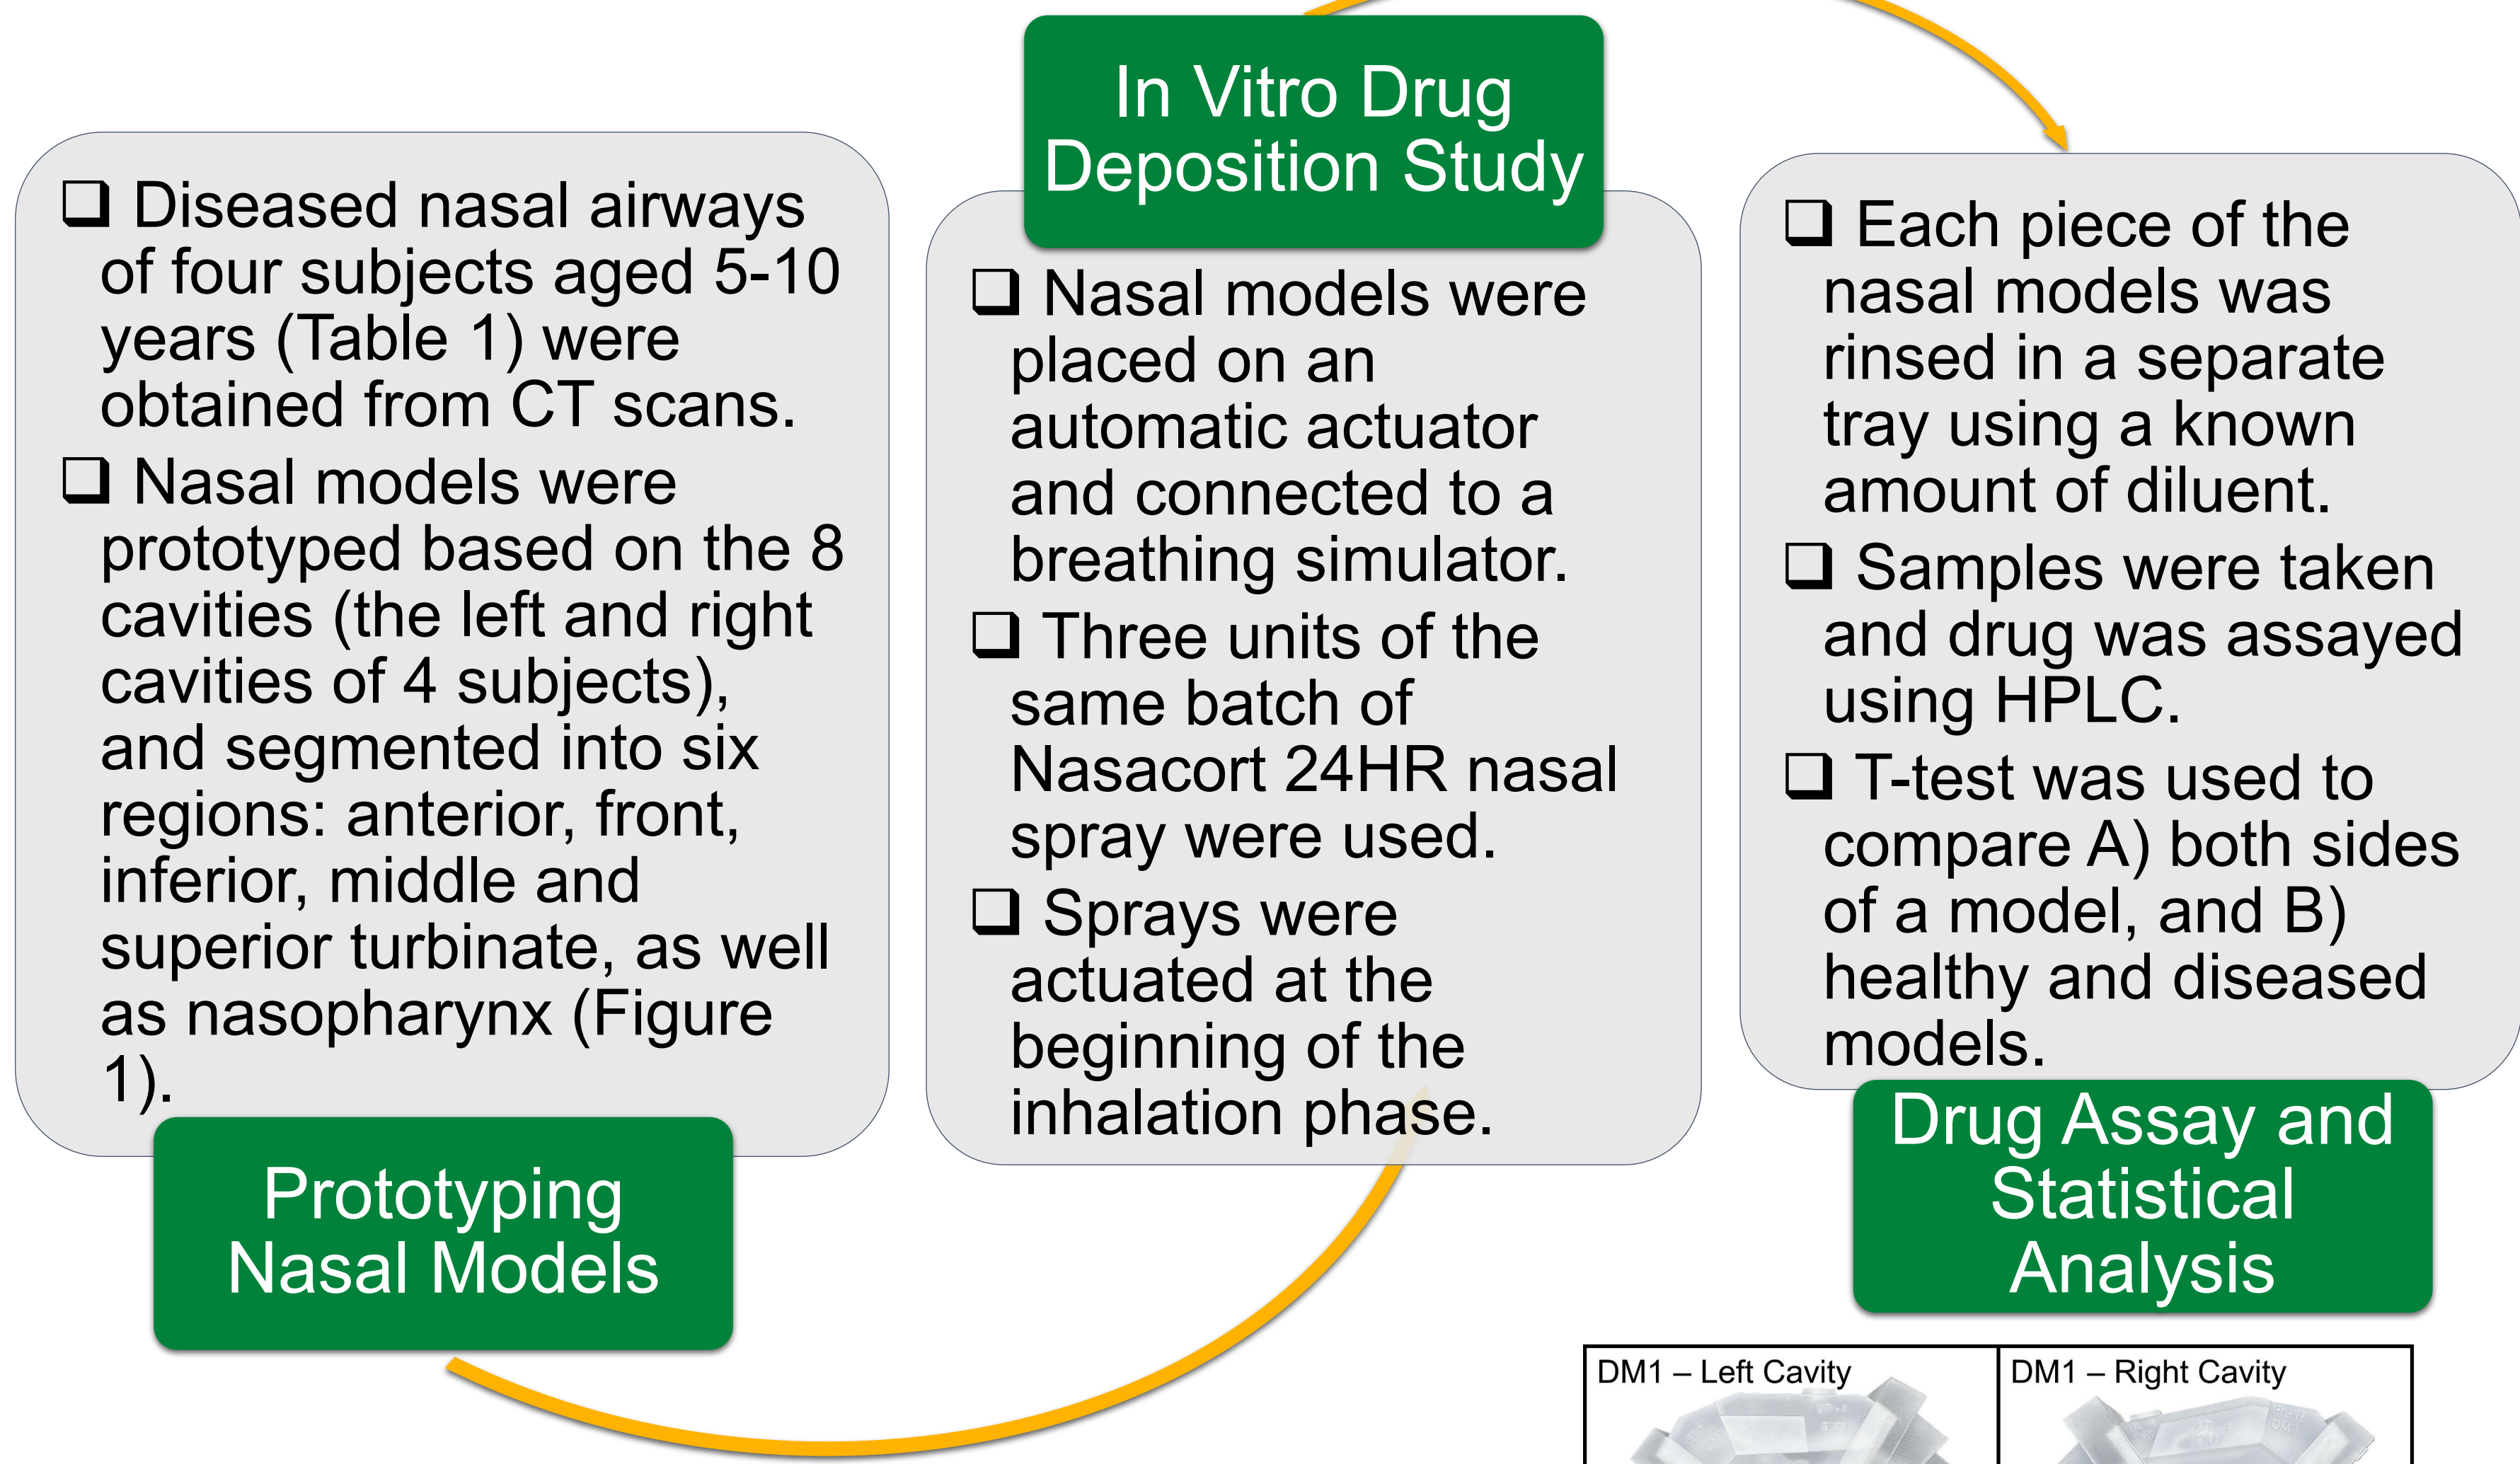 ❑ Diseased nasal airways
of four subjects aged 5-10
years (Table 1) were
obtained from CT scans.
❑ Nasal models were
prototyped based on the 8
cavities (the left and right
cavities of 4 subjects),
and segmented into six
regions: anterior, front,
inferior, middle and
superior turbinate, as well
as nasopharynx (Figure
1).
Prototyping
Nasal Models
In Vitro Drug
Deposition Study
❑ Nasal models were
placed on an
automatic actuator
and connected to a
breathing simulator.
❑ Three units of the
same batch of
Nasacort 24HR nasal
spray were used.
❑ Sprays were
actuated at the
beginning of the
inhalation phase.
❑ Each piece of the
nasal models was
rinsed in a separate
tray using a known
amount of diluent.
❑ Samples were taken
and drug was assayed
using HPLC.
❑ T-test was used to
compare A) both sides
of a model, and B)
healthy and diseased
models.
Drug Assay and
Statistical
Analysis
DM1 – Left Cavity
DM1 – Right Cavity